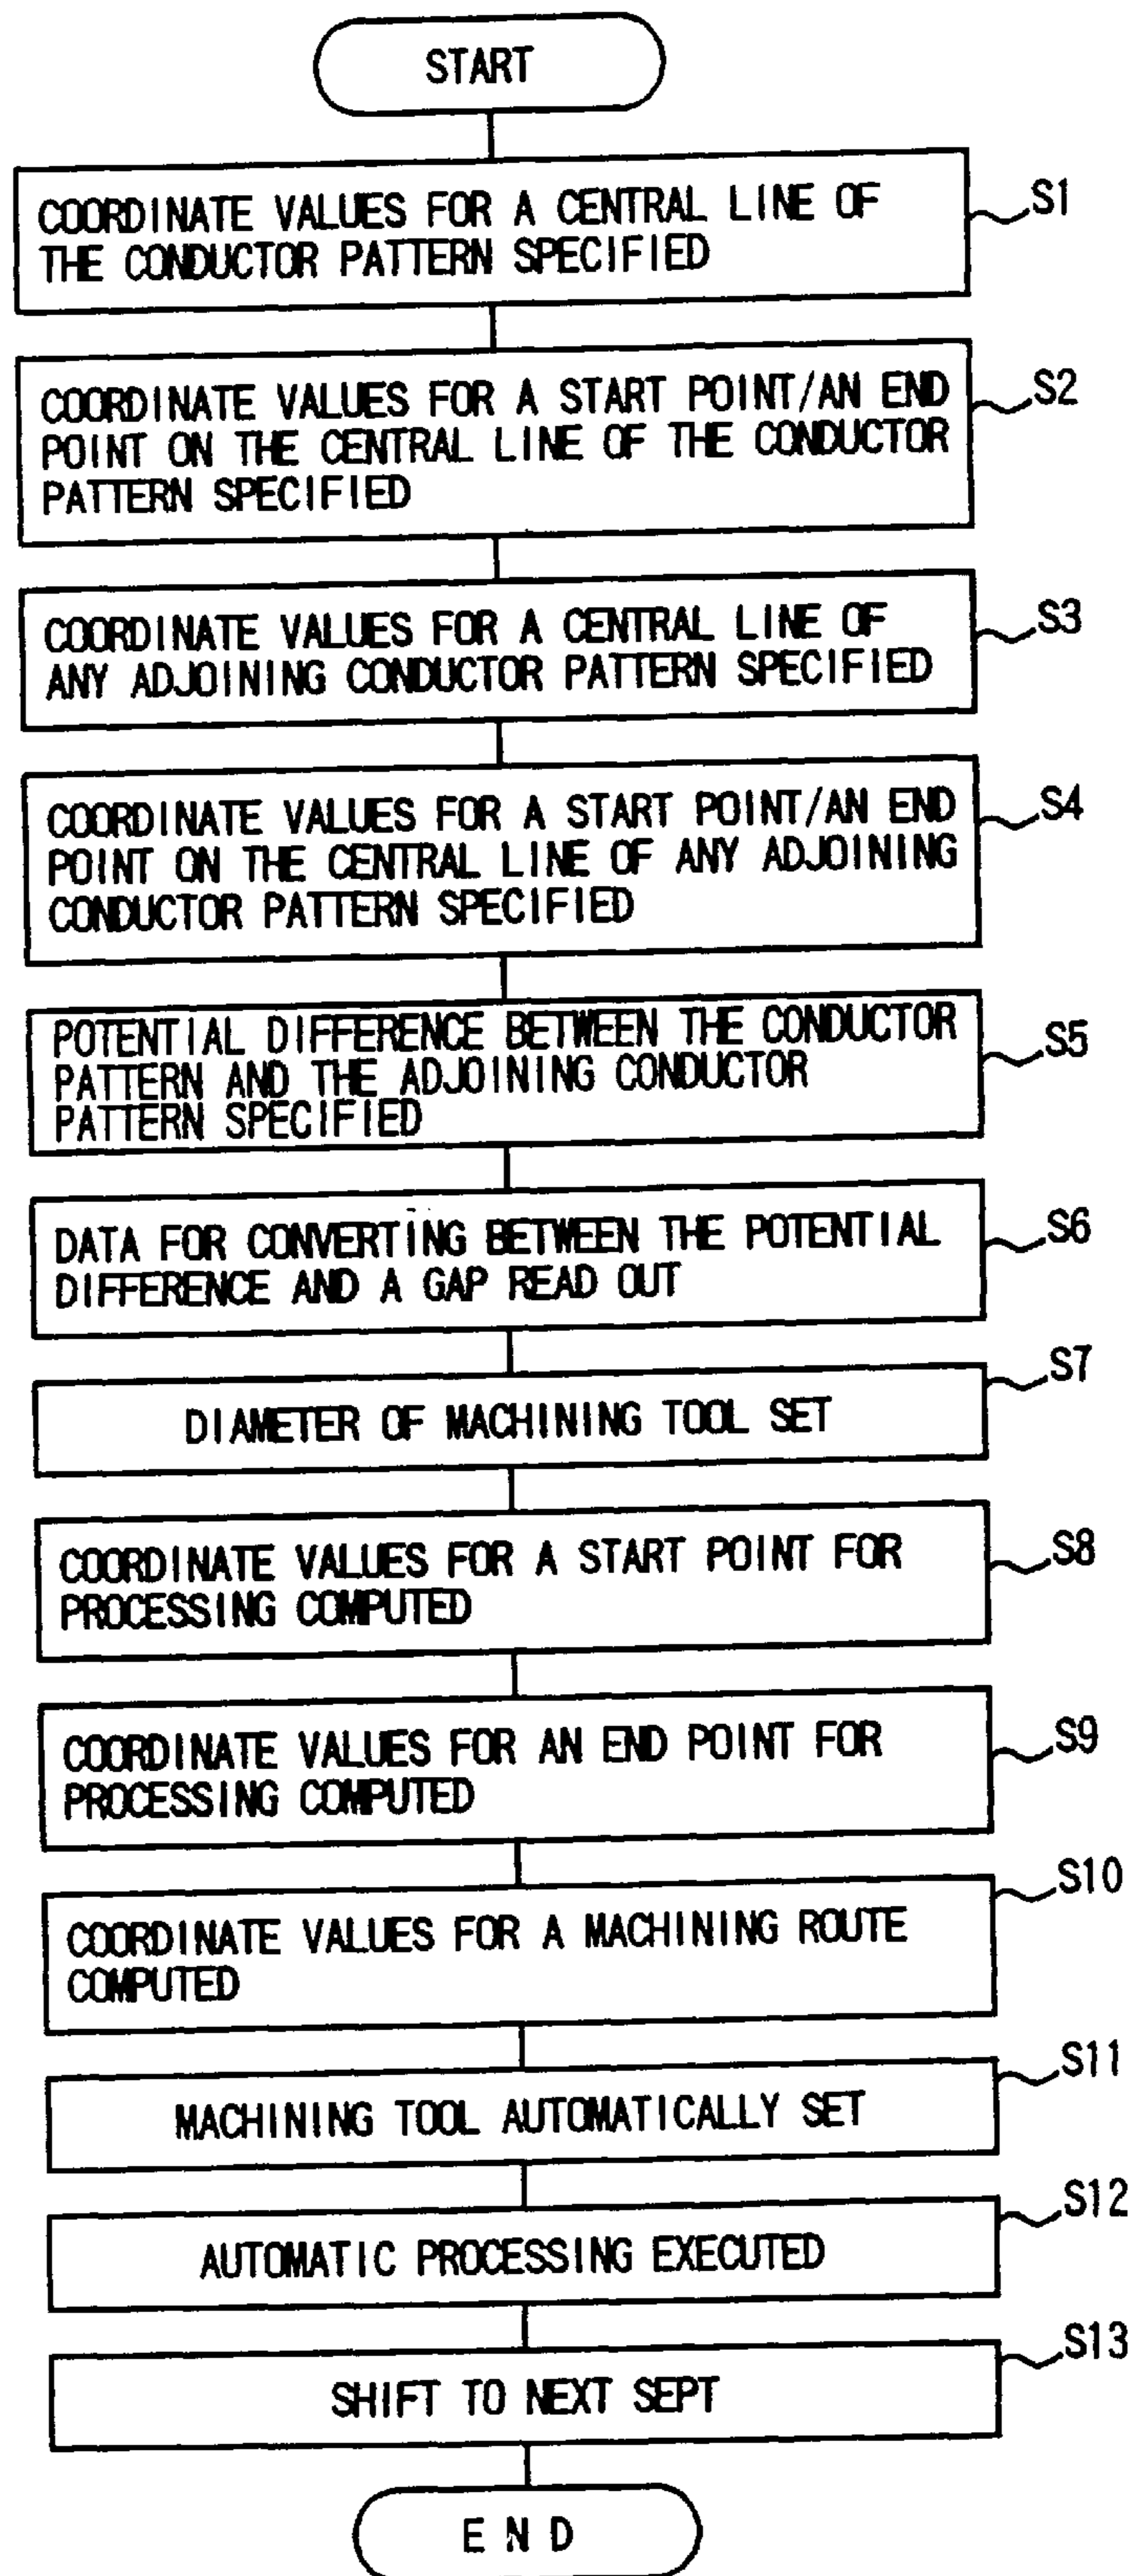 START
COORDINATE VALUES FOR A CENTRAL LINE OF
THE CONDUCTOR PATTERN SPECIFIED
S1
COORDINATE VALUES FOR A START POINT/AN END
POINT ON THE CENTRAL LINE OF THE CONDUCTOR
PATTERN SPECIFIED
S2
COORDINATE VALUES FOR A CENTRAL LINE OF
ANY ADJOINING CONDUCTOR PATTERN SPECIFIED
S3
COORDINATE VALUES FOR A START POINT/AN END
POINT ON THE CENTRAL LINE OF ANY ADJOINING
CONDUCTOR PATTERN SPECIFIED
S4
POTENTIAL DIFFERENCE BETWEEN THE CONDUCTOR
PATTERN AND THE ADJOINING CONDUCTOR
PATTERN SPECIFIED
S5
DATA FOR CONVERTING BETWEEN THE POTENTIAL
DIFFERENCE AND A GAP READ OUT
S6
DIAMETER OF MACHINING TOOL SET
S7
COORDINATE VALUES FOR A START POINT FOR
PROCESSING COMPUTED
S8
COORDINATE VALUES FOR AN END POINT FOR
PROCESSING COMPUTED
S9
COORDINATE VALUES FOR A MACHINING ROUTE
COMPUTED
S10
MACHINING TOOL AUTOMATICALLY SET
S11
AUTOMATIC PROCESSING EXECUTED
S12
SHIFT TO NEXT SEPT
S13
END